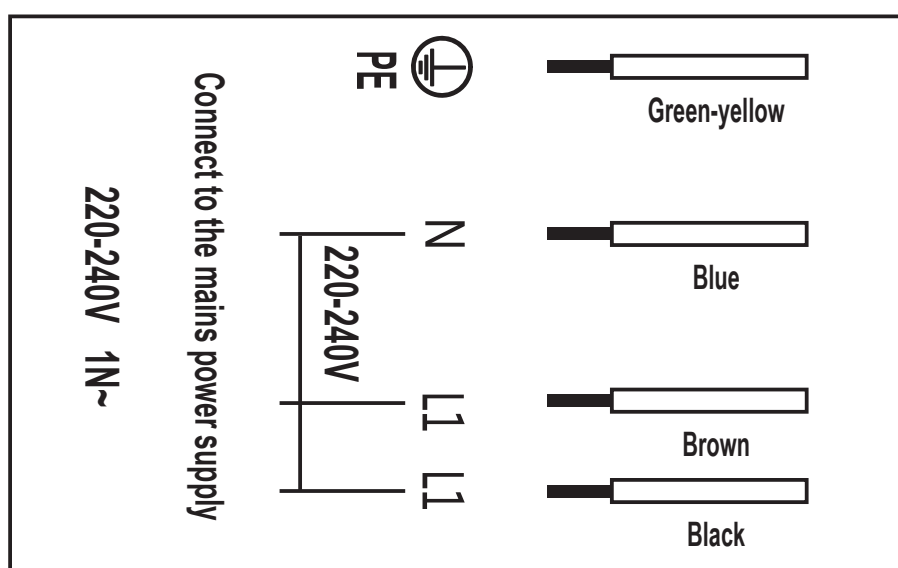 220-240V 1N~
Connect to the mains power supply
220-240V
PE
N
L1
L1
Green-yellow
Blue
Brown
Black